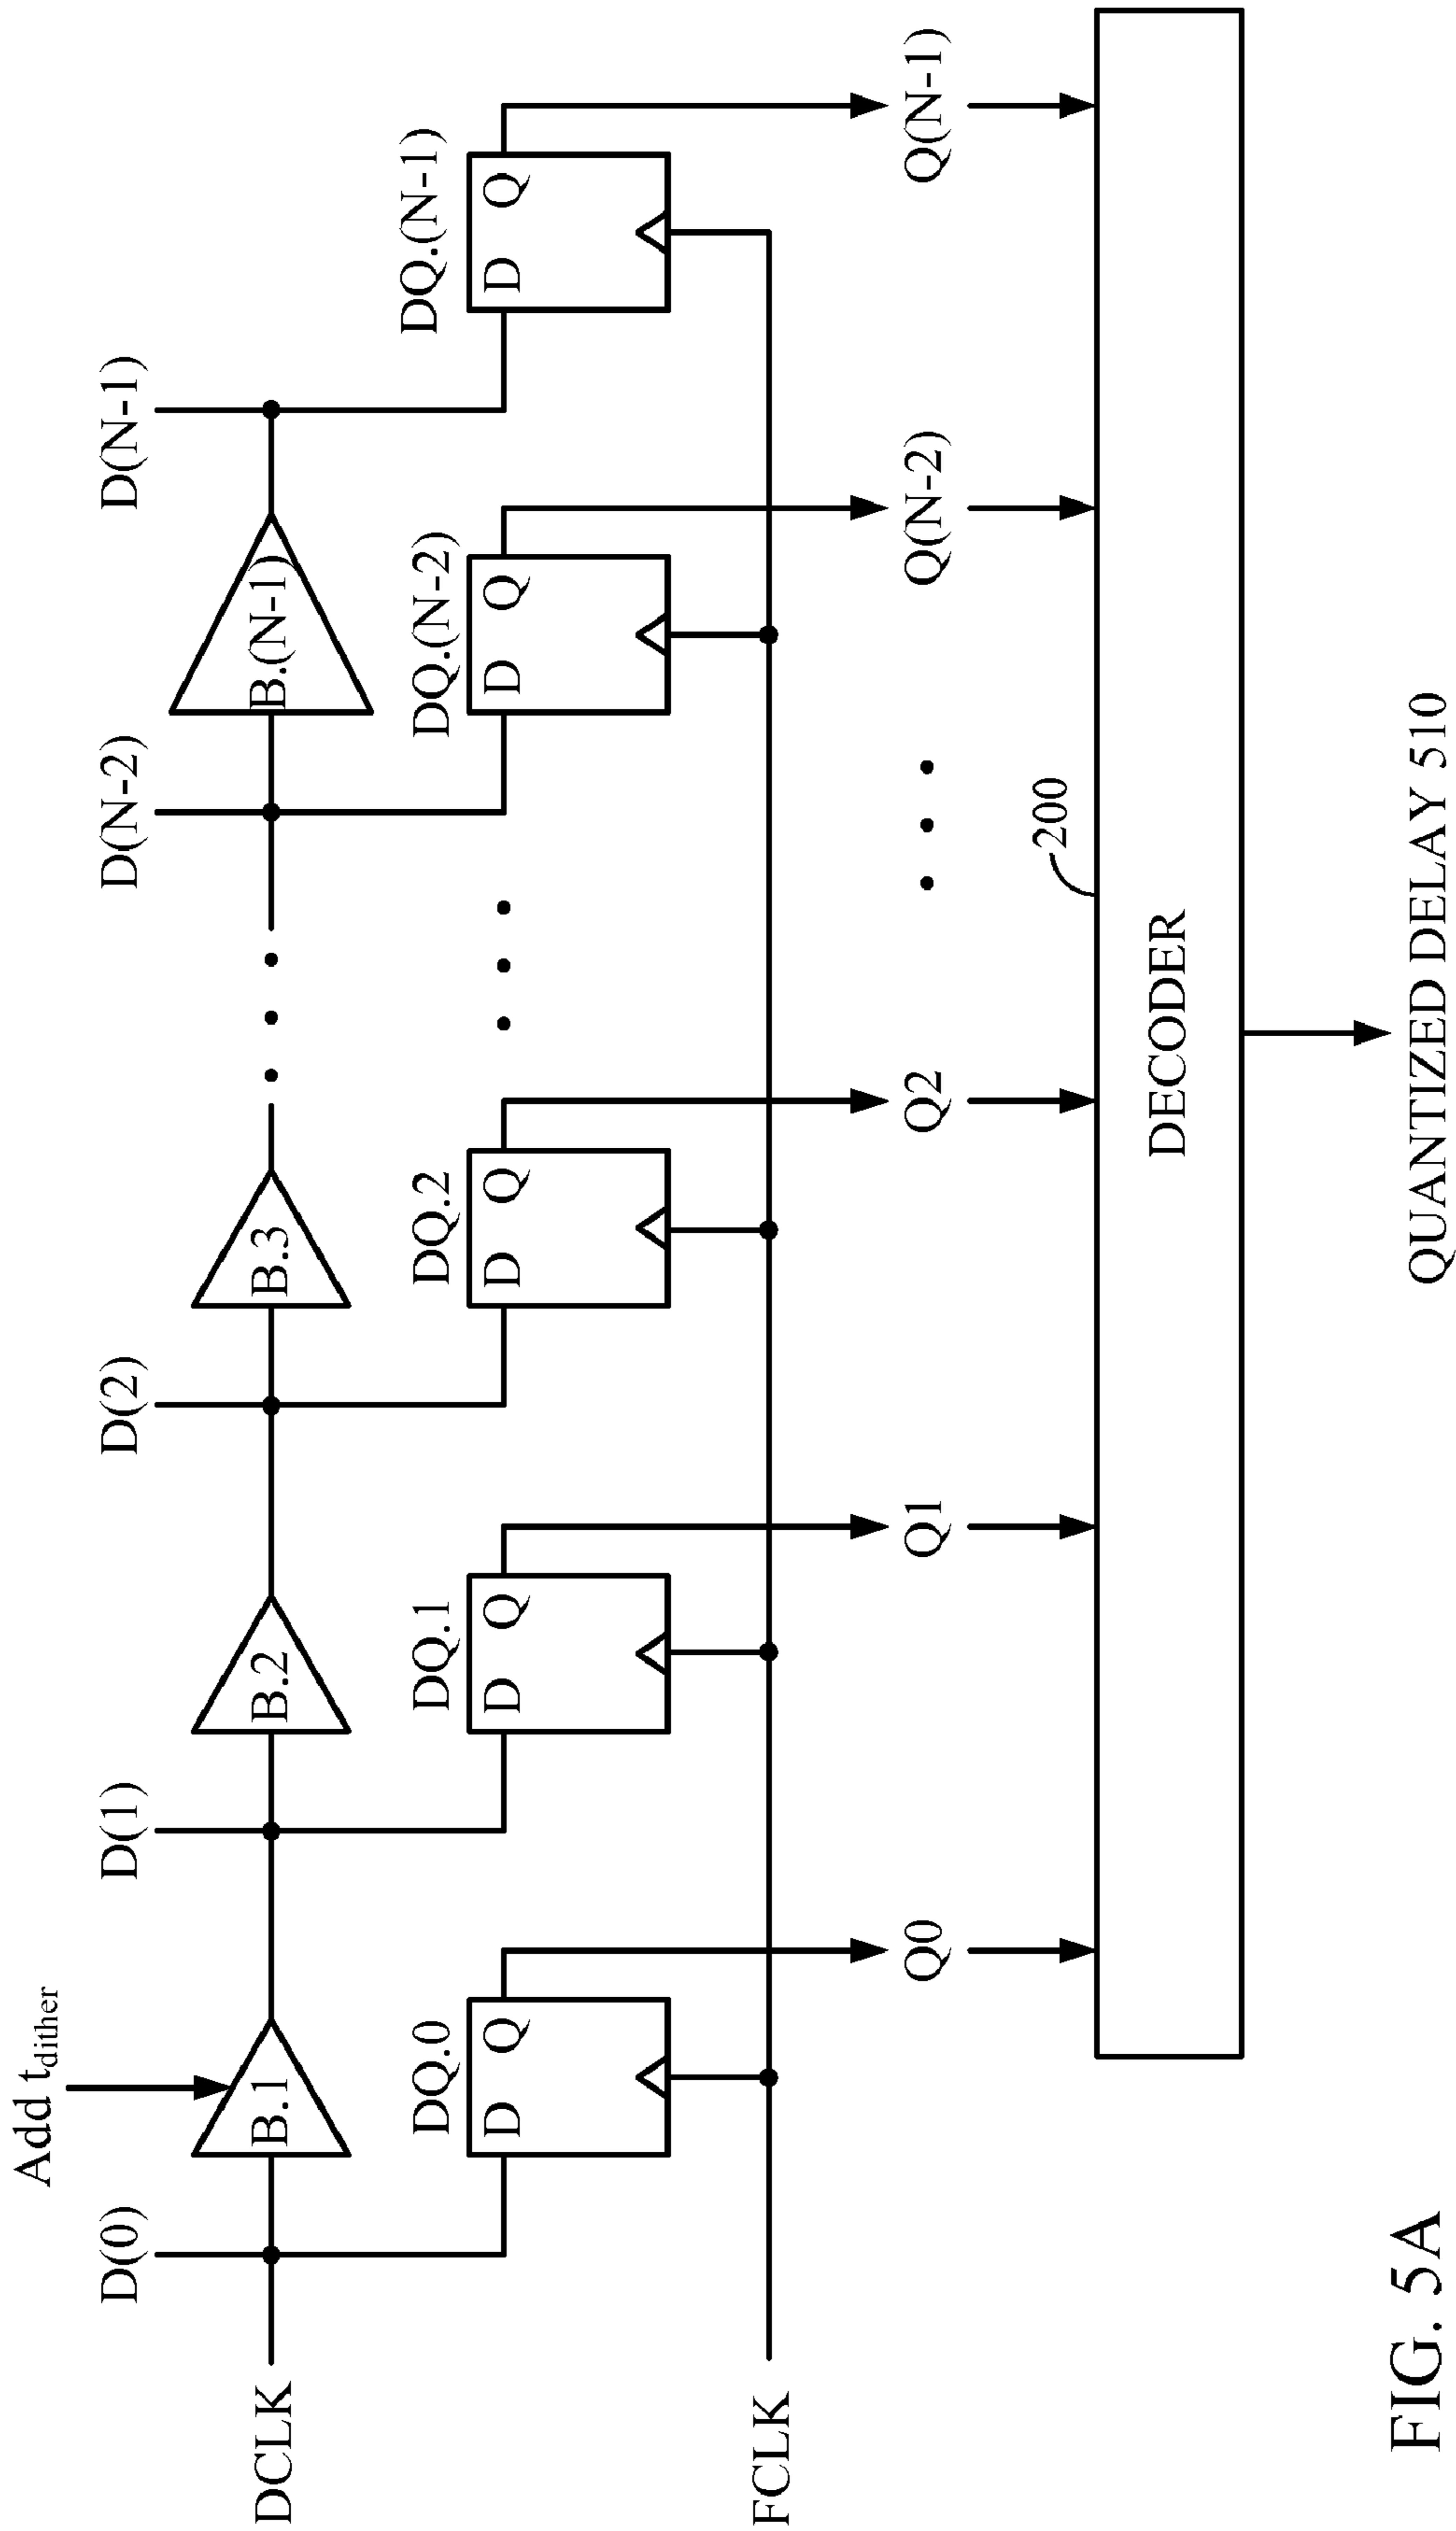 Add tdither
D(0) D(1) D(2) D(N-2) D(N-1)
DCLK B.1 B.2 B.3 B.(N-1)
DQ.0 DQ.1 DQ.2 DQ.(N-2) DQ.(N-1)
D Q D Q D Q D Q D Q
FCLK
Q0 Q1 Q2 Q(N-2) Q(N-1)
200
DECODER
QUANTIZED DELAY 510
FIG. 5A